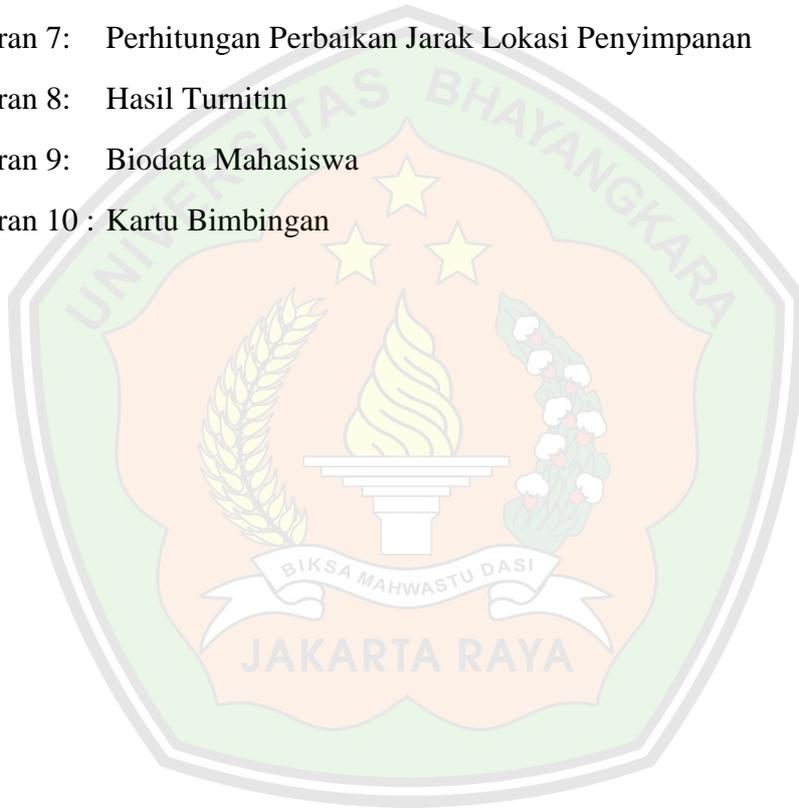 ran 7: Perhitungan Perbaikan Jarak Lokasi Penyimpanan
ran 8: Hasil Turnitin
ran 9: Biodata Mahasiswa
ran 10 : Kartu Bimbingan
UNIVERSITAS BHAYANGKARA
BIKSA MAHWASTU DASI
JAKARTA RAYA